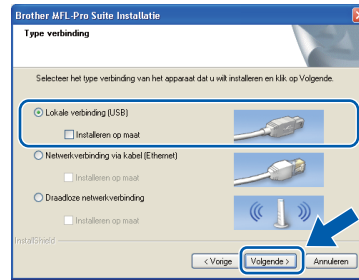 Brother MFL-Pro Suite Installatie
Type verbinding
Selecteer het type verbinding van het apparaat dat u wilt installeren en klik op Volgende.
Lokale verbinding (USB)
Installeren op maat
Netwerkverbinding via kabel (Ethernet)
Installeren op maat
Draadloze netwerkverbinding
Installeren op maat
InstallShield
< Vorige Volgende > Annuleren